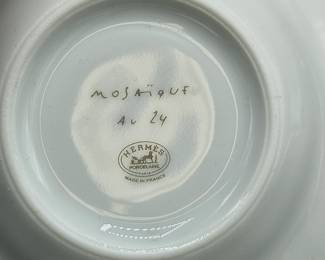 MOSAÏQUE
AU 24
HERMÈS
PORCELAINE
MADE IN FRANCE